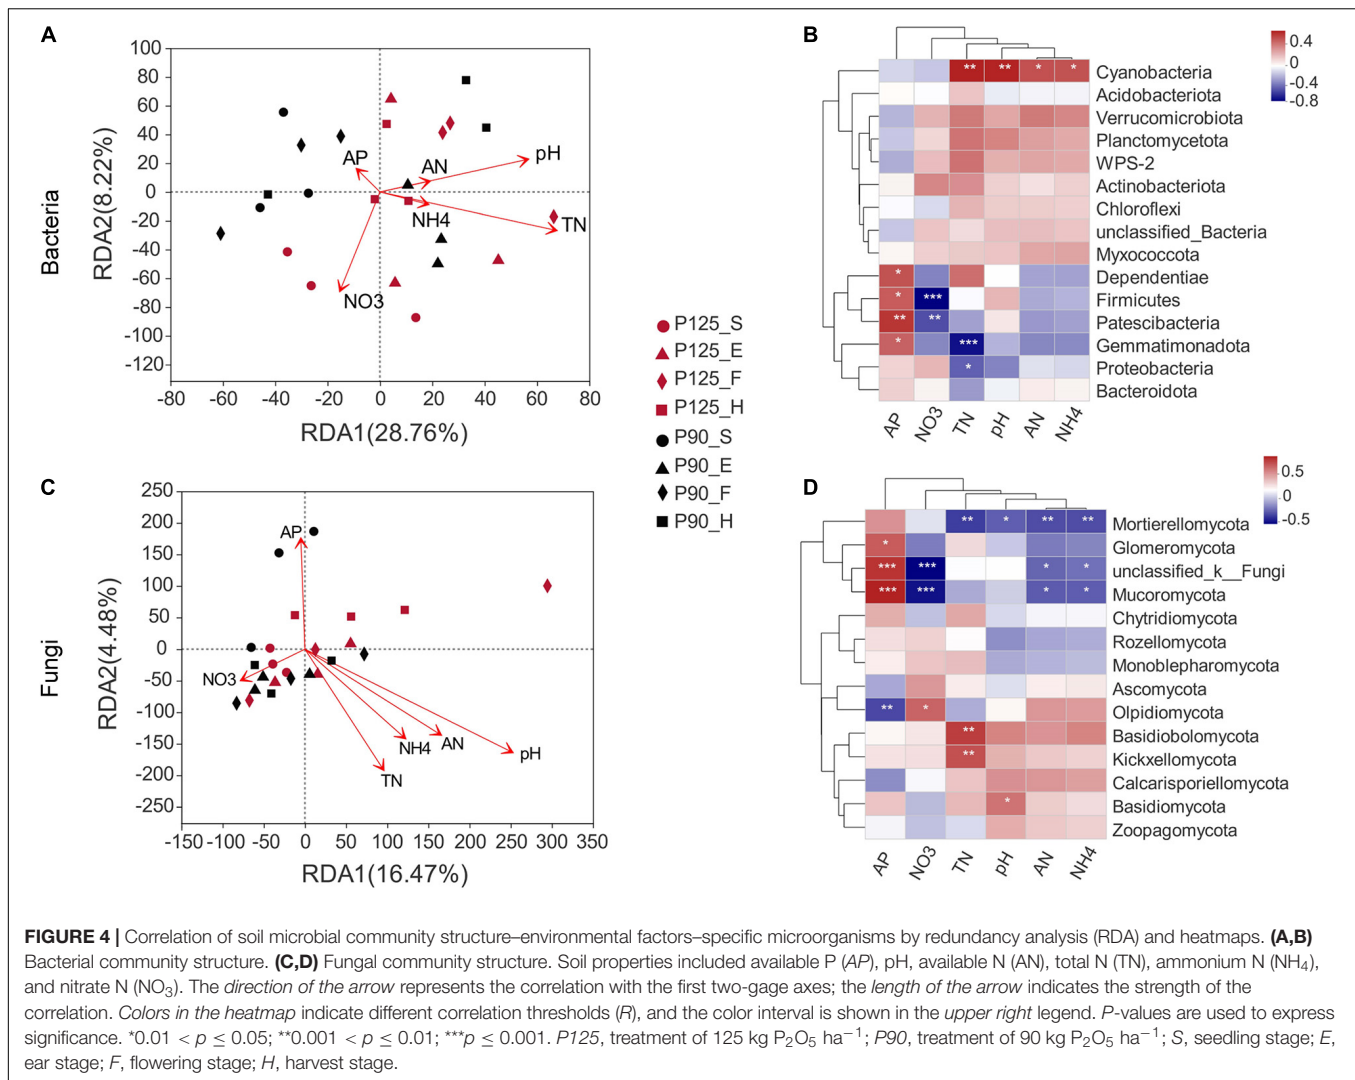 A
100
80
60
40
20
0
-20
-40
-60
-80
-100
-120
-80 -60 -40 -20 0 20 40 60 80
RDA1(28.76%)
RDA2(8.22%)
Bacteria
AP
AN
pH
NH4
TN
NO3
B
0.4
0
-0.4
-0.8
** ** * * Cyanobacteria
Acidobacteriota
Verrucomicrobiota
Planctomycetota
WPS-2
Actinobacteriota
Chloroflexi
unclassified_Bacteria
Myxococcota
* Dependentiae
* *** Firmicutes
** ** Patescibacteria
* *** Gemmatimonadota
* Proteobacteria
Bacteroidota
AP NO3 TN pH AN NH4
P125_S
P125_E
P125_F
P125_H
P90_S
P90_E
P90_F
P90_H
C
250
200
150
100
50
0
-50
-100
-150
-200
-250
-150 -100 -50 0 50 100 150 200 250 300 350
RDA1(16.47%)
RDA2(4.48%)
Fungi
AP
NO3
NH4
AN
pH
TN
D
0.5
0
-0.5
** * ** ** Mortierellomycota
* Glomeromycota
*** *** * * unclassified_k__Fungi
*** *** * * Mucoromycota
Chytridiomycota
Rozellomycota
Monoblepharomycota
Ascomycota
** * Olpidiomycota
** Basidiobolomycota
** Kickxellomycota
Calcarisporiellomycota
* Basidiomycota
Zoopagomycota
AP NO3 TN pH AN NH4
FIGURE 4 | Correlation of soil microbial community structure–environmental factors–specific microorganisms by redundancy analysis (RDA) and heatmaps. (A,B)
Bacterial community structure. (C,D) Fungal community structure. Soil properties included available P (AP), pH, available N (AN), total N (TN), ammonium N (NH₄),
and nitrate N (NO₃). The direction of the arrow represents the correlation with the first two-gage axes; the length of the arrow indicates the strength of the
correlation. Colors in the heatmap indicate different correlation thresholds (R), and the color interval is shown in the upper right legend. P-values are used to express
significance. *0.01 < p ≤ 0.05; **0.001 < p ≤ 0.01; ***p ≤ 0.001. P125, treatment of 125 kg P₂O₅ ha⁻¹; P90, treatment of 90 kg P₂O₅ ha⁻¹; S, seedling stage; E,
ear stage; F, flowering stage; H, harvest stage.